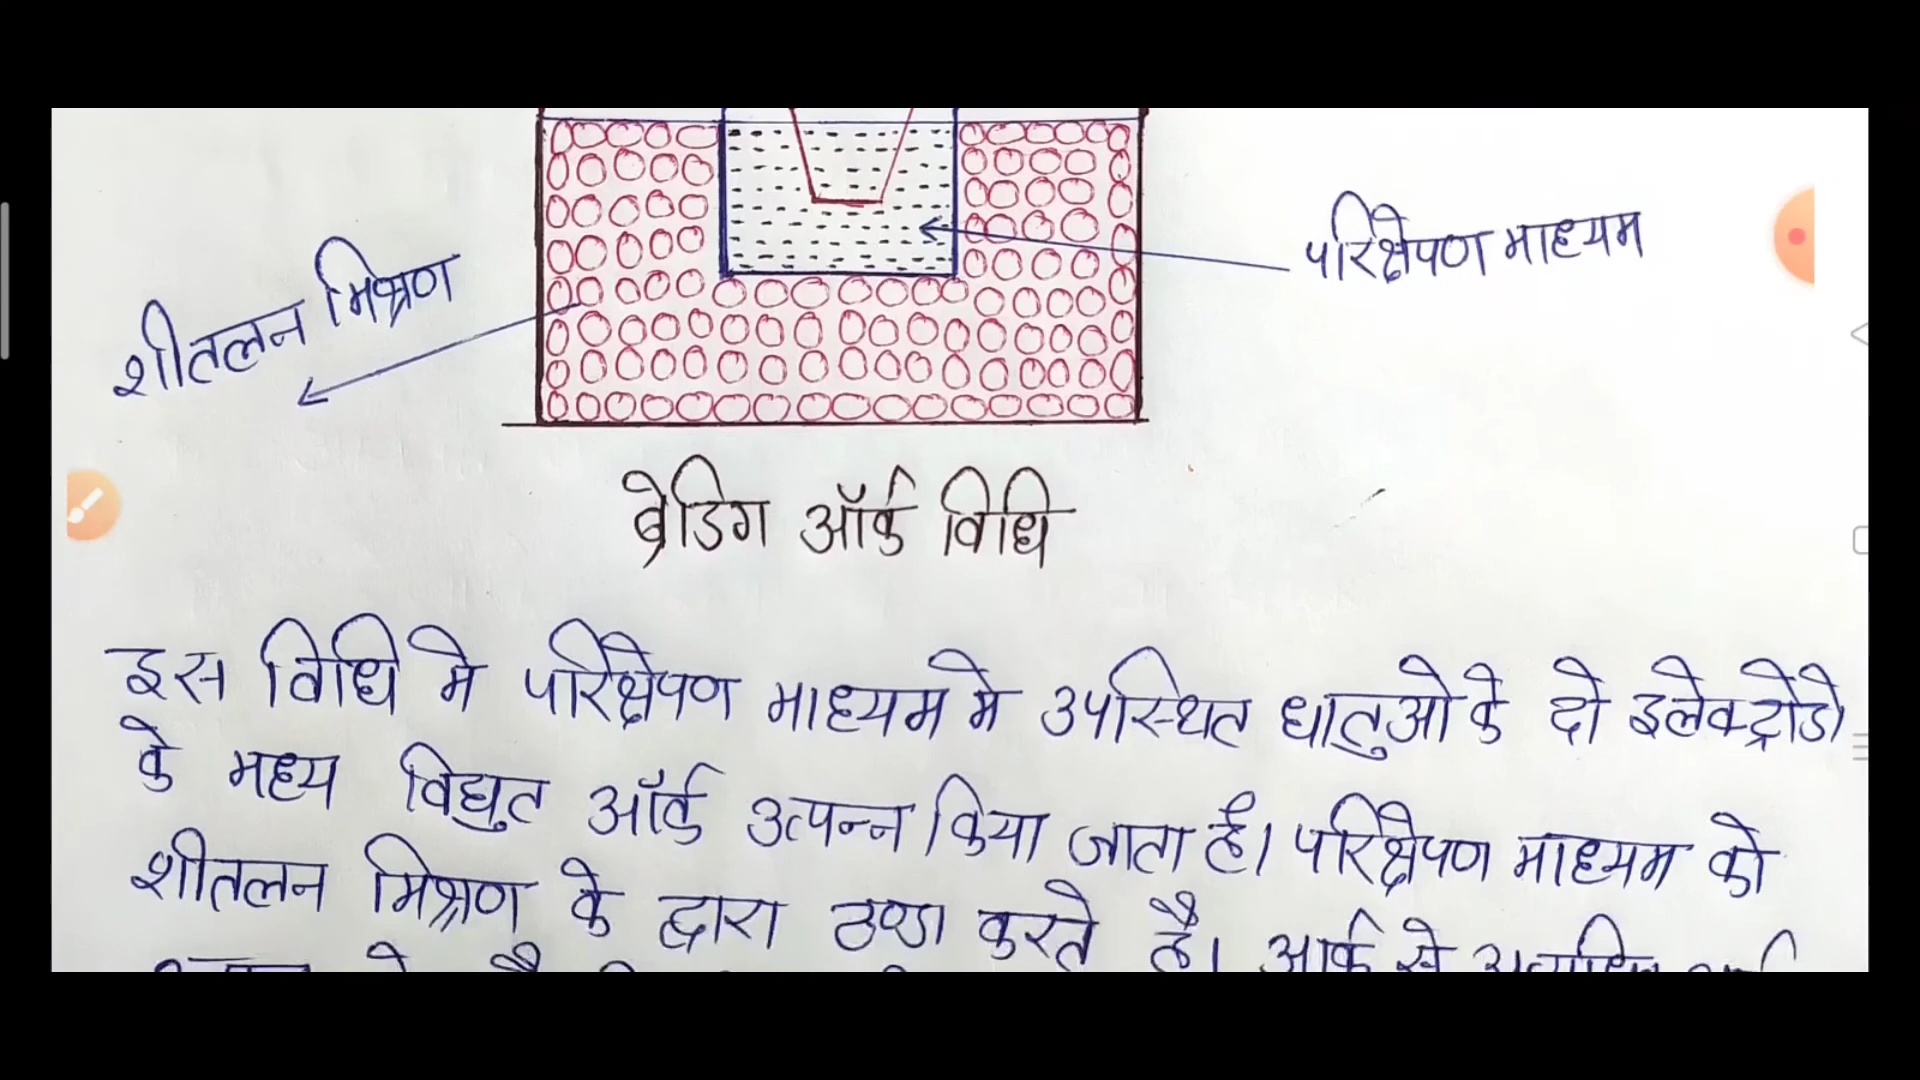 शीतलन मिश्रण
परिक्षेपण माध्यम
ब्रेडिग ऑर्क विधि
इस विधि मे परिक्षेपण माध्यम मे उपस्थित धातुओ के दो इलेक्ट्रोडो
के मध्य विद्युत ऑर्क उत्पन्न किया जाता है। परिक्षेपण माध्यम को
शीतलन मिश्रण के द्वारा ठण्डा करते है। आर्क से